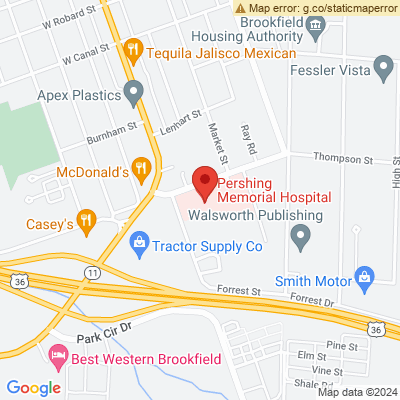 Map error: g.co/staticmaperror
W Robard St
Brookfield
Housing Authority
W Canal St
Tequila Jalisco Mexican
Fessler Vista
Apex Plastics
Lenhart St
Burnham St
Market St
Ray Rd
Thompson St
High St
McDonald's
Pershing
Memorial Hospital
Walsworth Publishing
Casey's
Tractor Supply Co
11
36
Smith Motor
Forrest St
Forrest Dr
36
Park Cir Dr
Pine St
Best Western Brookfield
Elm St
Vine St
Shale Rd
Google
Map data ©2024